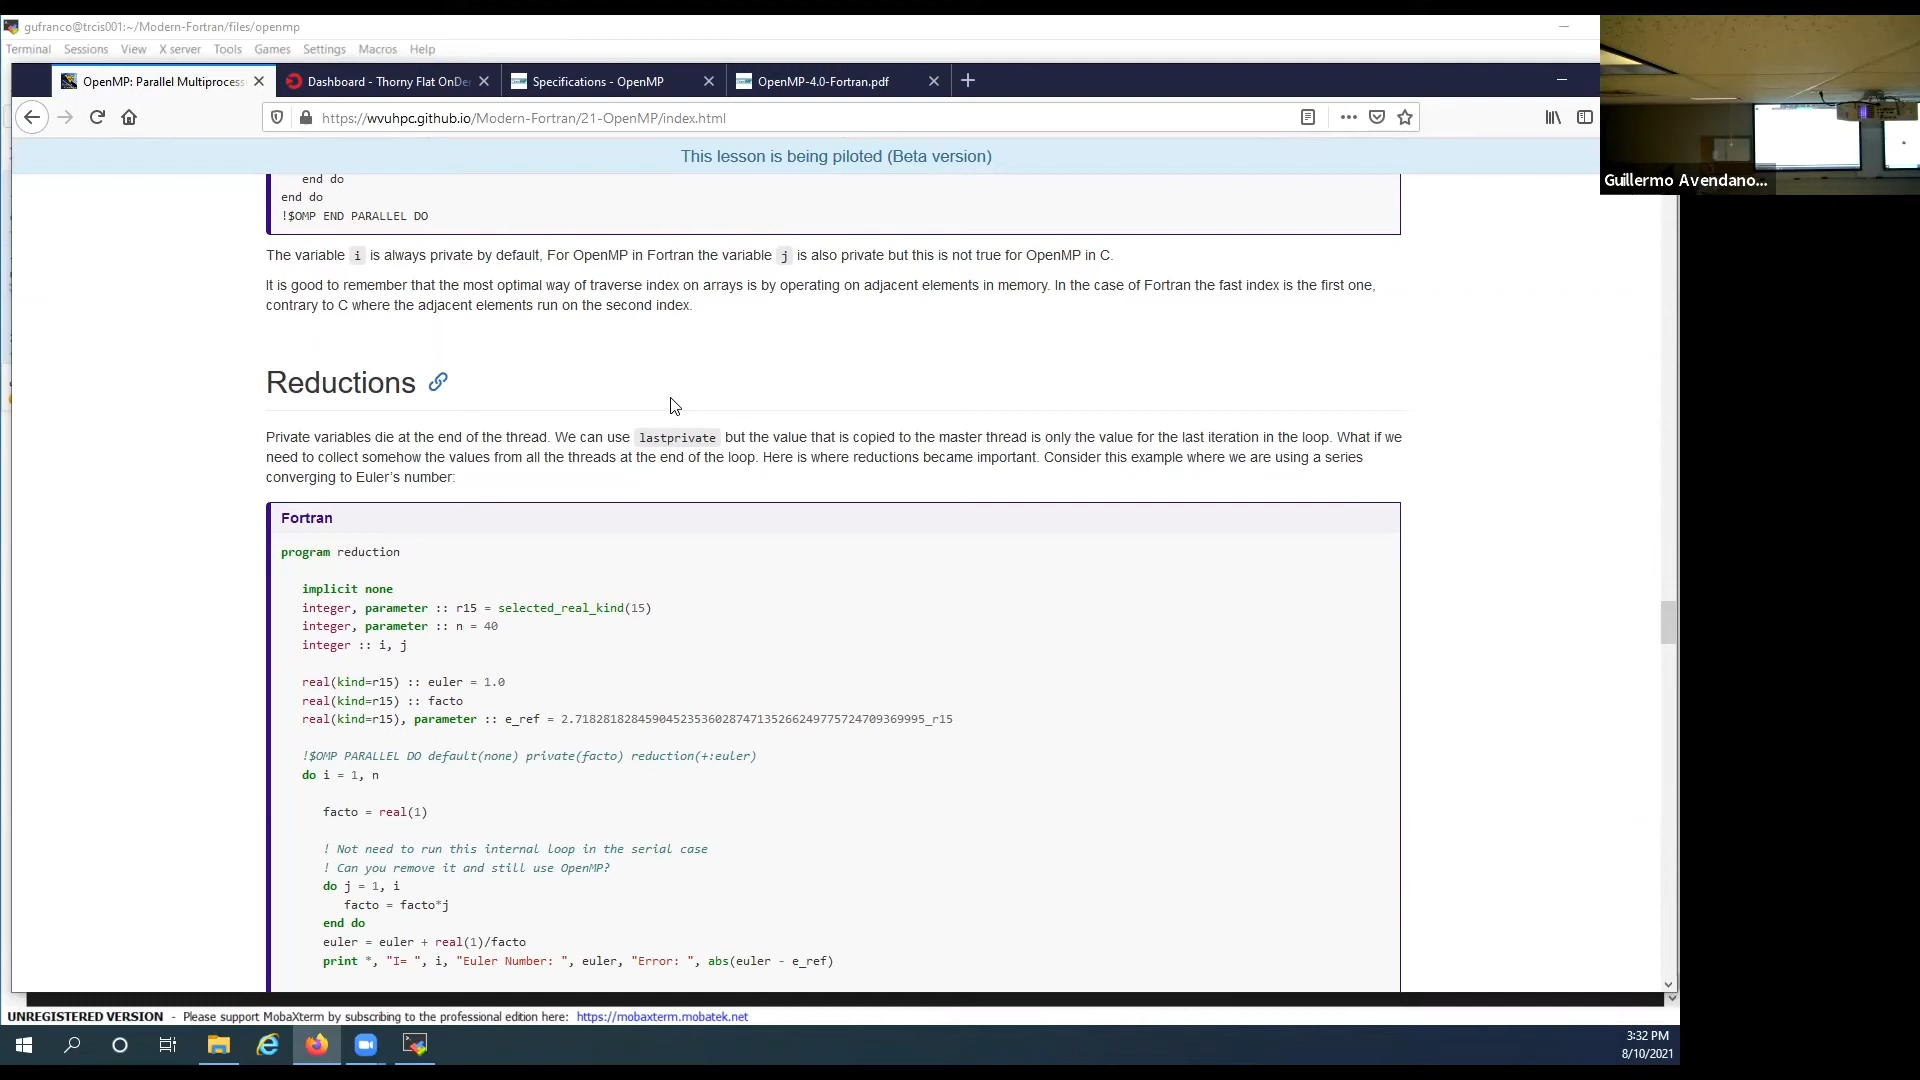 gufranco@trcis001:~/Modern-Fortran/files/openmp
Terminal Sessions View X server Tools Games Settings Macros Help
OpenMP: Parallel Multiprocess
Dashboard - Thorny Flat OnDe
Specifications - OpenMP
OpenMP-4.0-Fortran.pdf
https://wvuhpc.github.io/Modern-Fortran/21-OpenMP/index.html
This lesson is being piloted (Beta version)
Guillermo Avendano...
end do
end do
!$OMP END PARALLEL DO
The variable i is always private by default, For OpenMP in Fortran the variable j is also private but this is not true for OpenMP in C.
It is good to remember that the most optimal way of traverse index on arrays is by operating on adjacent elements in memory. In the case of Fortran the fast index is the first one,
contrary to C where the adjacent elements run on the second index.
Reductions
Private variables die at the end of the thread. We can use lastprivate but the value that is copied to the master thread is only the value for the last iteration in the loop. What if we
need to collect somehow the values from all the threads at the end of the loop. Here is where reductions became important. Consider this example where we are using a series
converging to Euler's number:
Fortran
program reduction
implicit none
integer, parameter :: r15 = selected_real_kind(15)
integer, parameter :: n = 40
integer :: i, j
real(kind=r15) :: euler = 1.0
real(kind=r15) :: facto
real(kind=r15), parameter :: e_ref = 2.71828182845904523536028747135266249775724709369995_r15
!$OMP PARALLEL DO default(none) private(facto) reduction(+:euler)
do i = 1, n
facto = real(1)
! Not need to run this internal loop in the serial case
! Can you remove it and still use OpenMP?
do j = 1, i
facto = facto*j
end do
euler = euler + real(1)/facto
print *, "I= ", i, "Euler Number: ", euler, "Error: ", abs(euler - e_ref)
UNREGISTERED VERSION - Please support MobaXterm by subscribing to the professional edition here: https://mobaxterm.mobatek.net
3:32 PM
8/10/2021